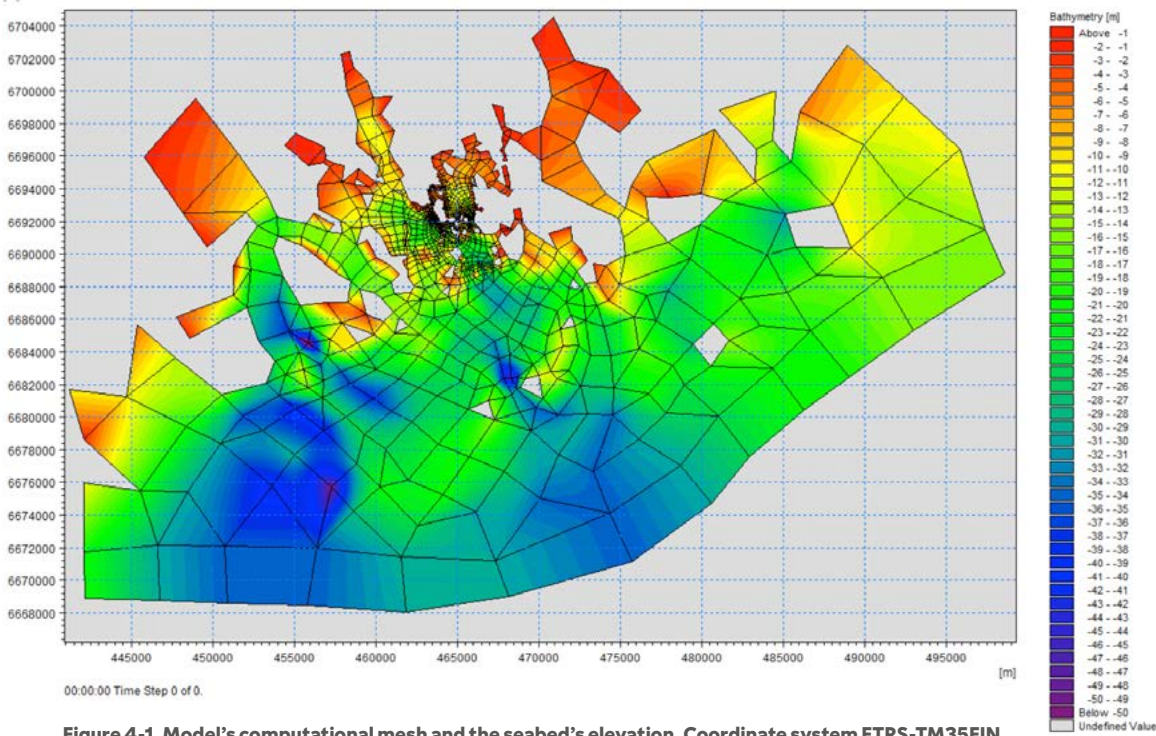 6704000
6702000
6700000
6698000
6696000
6694000
6692000
6690000
6688000
6686000
6684000
6682000
6680000
6678000
6676000
6674000
6672000
6670000
6668000
445000 450000 455000 460000 465000 470000 475000 480000 485000 490000 495000
[m]
00:00:00 Time Step 0 of 0.
Bathymetry [m]
Above -1
-2 - -1
-3 - -2
-4 - -3
-5 - -4
-6 - -5
-7 - -6
-8 - -7
-9 - -8
-10 - -9
-11 - -10
-12 - -11
-13 - -12
-14 - -13
-15 - -14
-16 - -15
-17 - -16
-18 - -17
-19 - -18
-20 - -19
-21 - -20
-22 - -21
-23 - -22
-24 - -23
-25 - -24
-26 - -25
-27 - -26
-28 - -27
-29 - -28
-30 - -29
-31 - -30
-32 - -31
-33 - -32
-34 - -33
-35 - -34
-36 - -35
-37 - -36
-38 - -37
-39 - -38
-40 - -39
-41 - -40
-42 - -41
-43 - -42
-44 - -43
-45 - -44
-46 - -45
-47 - -46
-48 - -47
-49 - -48
-50 - -49
Below -50
Undefined Value
Figure 4-1. Model's computational mesh and the seabed's elevation. Coordinate system ETRS-TM35FIN